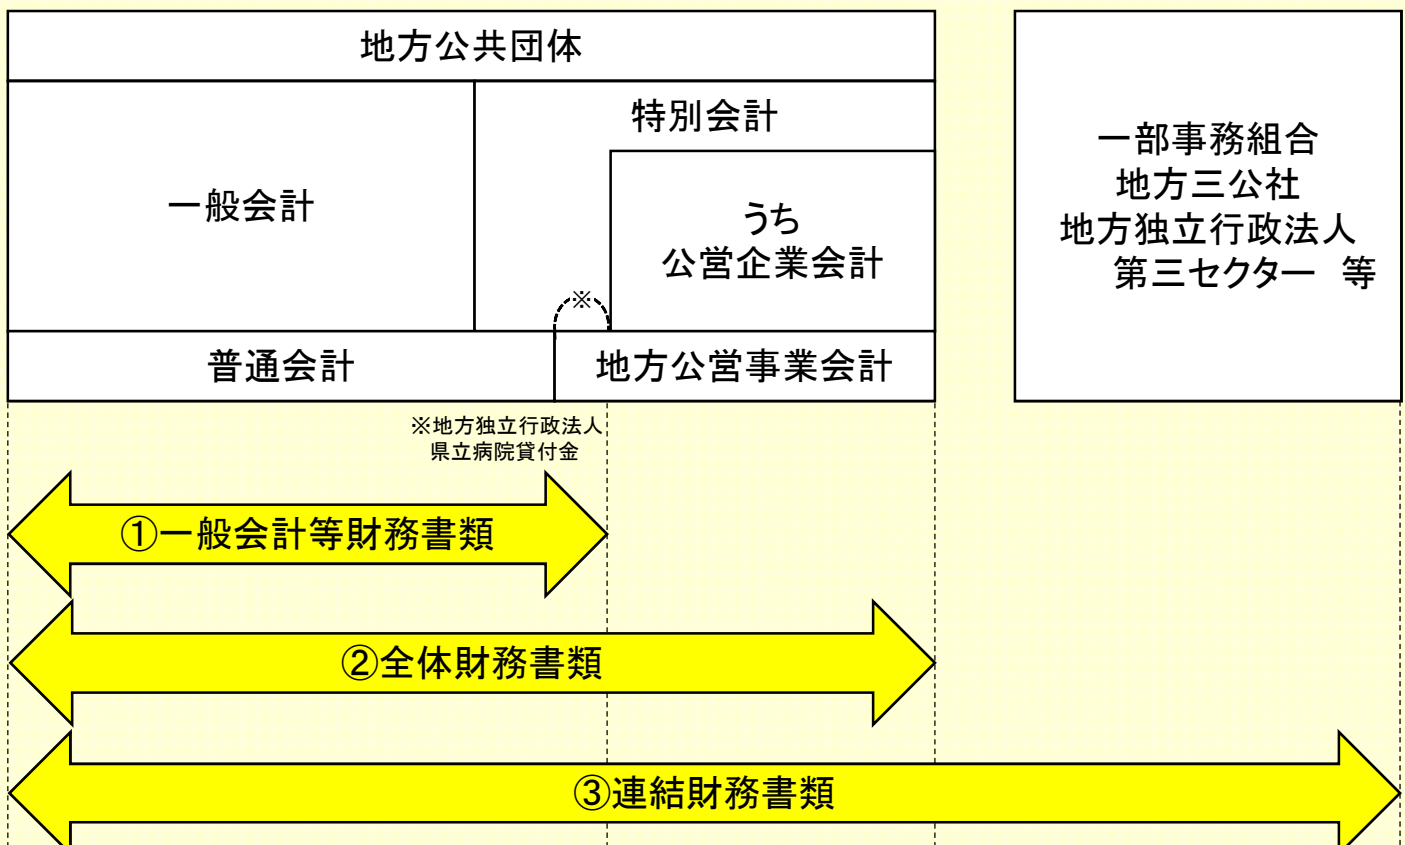 地方公共団体
一般会計
特別会計
うち
公営企業会計
※
普通会計
地方公営事業会計
※地方独立行政法人
県立病院貸付金
一部事務組合
地方三公社
地方独立行政法人
第三セクター　等
①一般会計等財務書類
②全体財務書類
③連結財務書類